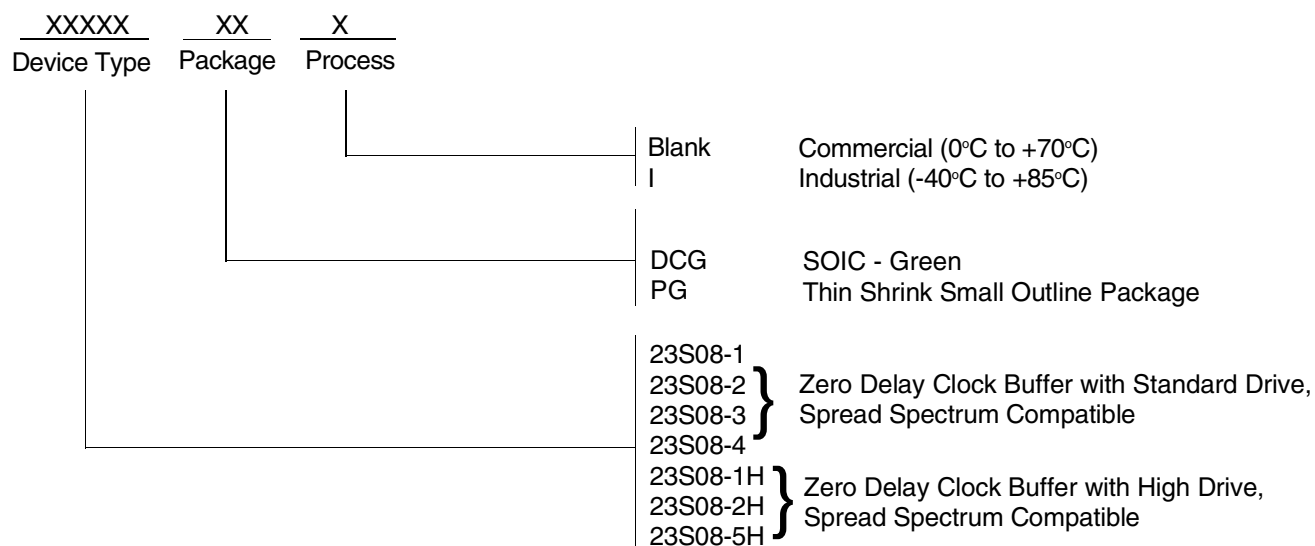 XXXXX XX X
Device Type Package Process
Blank Commercial (0°C to +70°C)
I Industrial (-40°C to +85°C)
DCG SOIC - Green
PG Thin Shrink Small Outline Package
23S08-1
23S08-2
23S08-3
23S08-4
} Zero Delay Clock Buffer with Standard Drive,
Spread Spectrum Compatible
23S08-1H
23S08-2H
23S08-5H
} Zero Delay Clock Buffer with High Drive,
Spread Spectrum Compatible